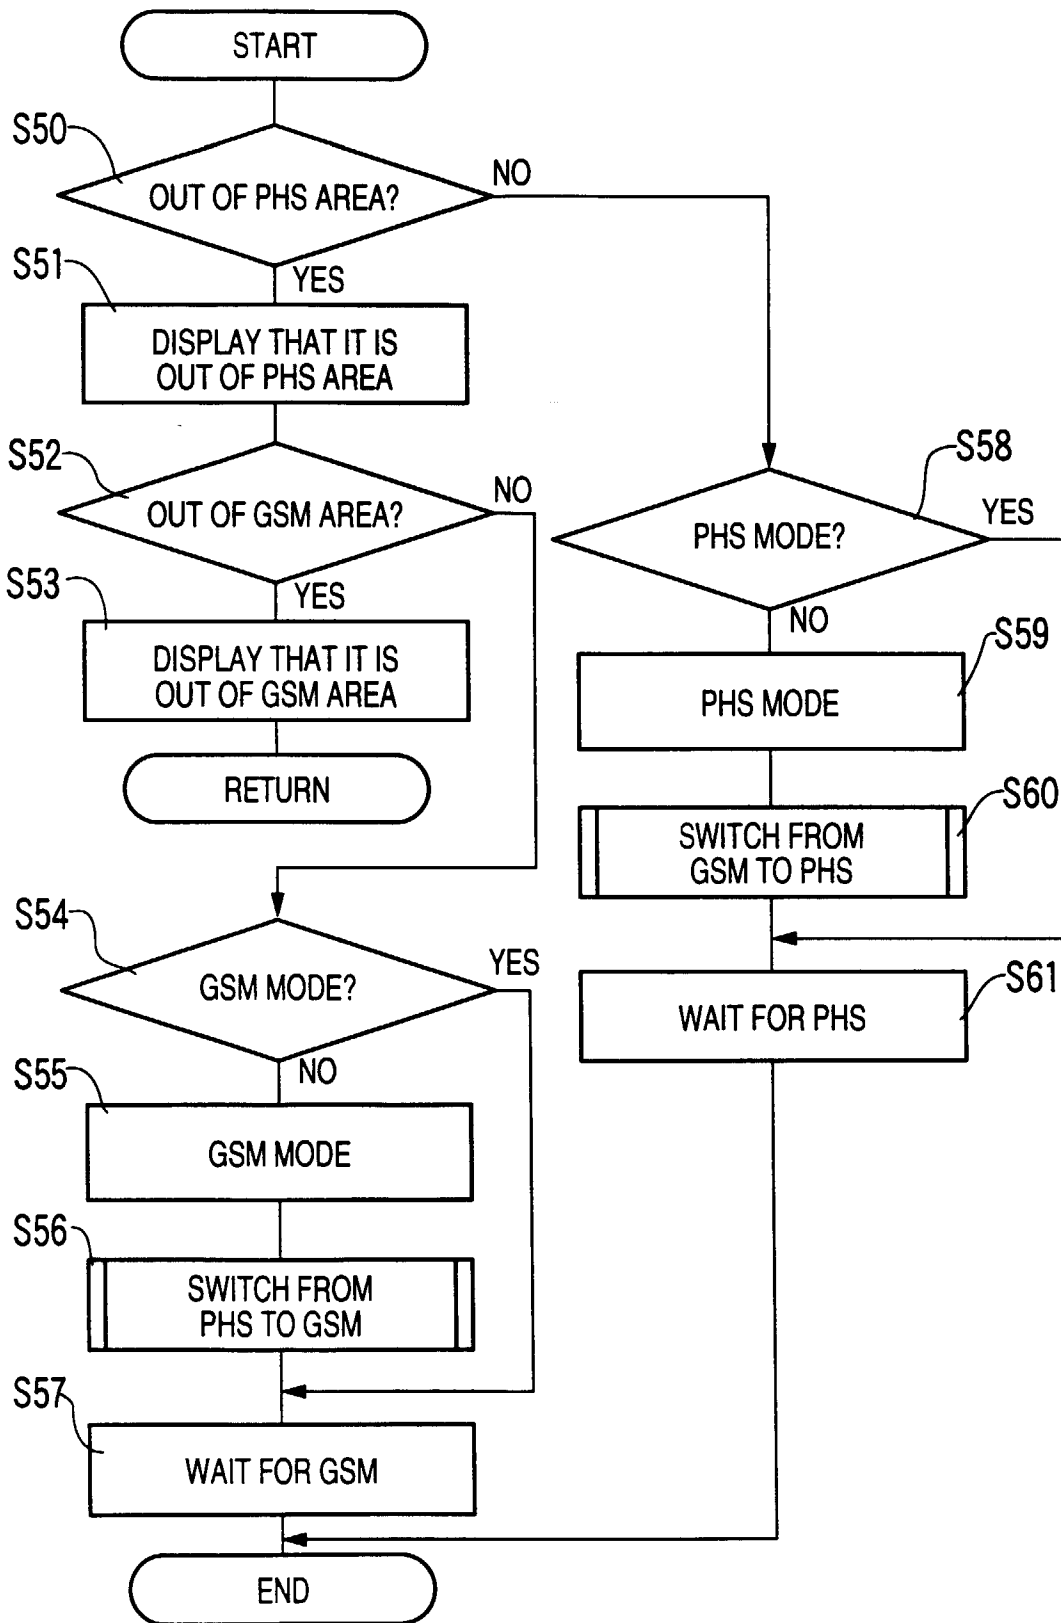 START
S50
OUT OF PHS AREA?
NO
YES
S51
DISPLAY THAT IT IS
OUT OF PHS AREA
S52
OUT OF GSM AREA?
NO
YES
S53
DISPLAY THAT IT IS
OUT OF GSM AREA
RETURN
S54
GSM MODE?
YES
NO
S55
GSM MODE
S56
SWITCH FROM
PHS TO GSM
S57
WAIT FOR GSM
END
S58
PHS MODE?
YES
NO
S59
PHS MODE
S60
SWITCH FROM
GSM TO PHS
S61
WAIT FOR PHS